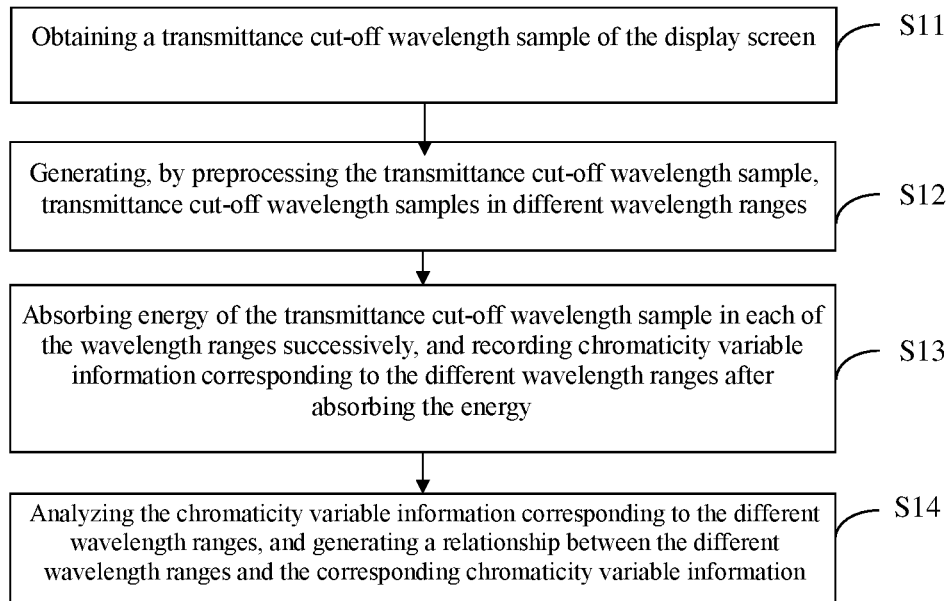 Obtaining a transmittance cut-off wavelength sample of the display screen
S11
Generating, by preprocessing the transmittance cut-off wavelength sample,
transmittance cut-off wavelength samples in different wavelength ranges
S12
Absorbing energy of the transmittance cut-off wavelength sample in each of
the wavelength ranges successively, and recording chromaticity variable
information corresponding to the different wavelength ranges after
absorbing the energy
S13
Analyzing the chromaticity variable information corresponding to the different
wavelength ranges, and generating a relationship between the different
wavelength ranges and the corresponding chromaticity variable information
S14